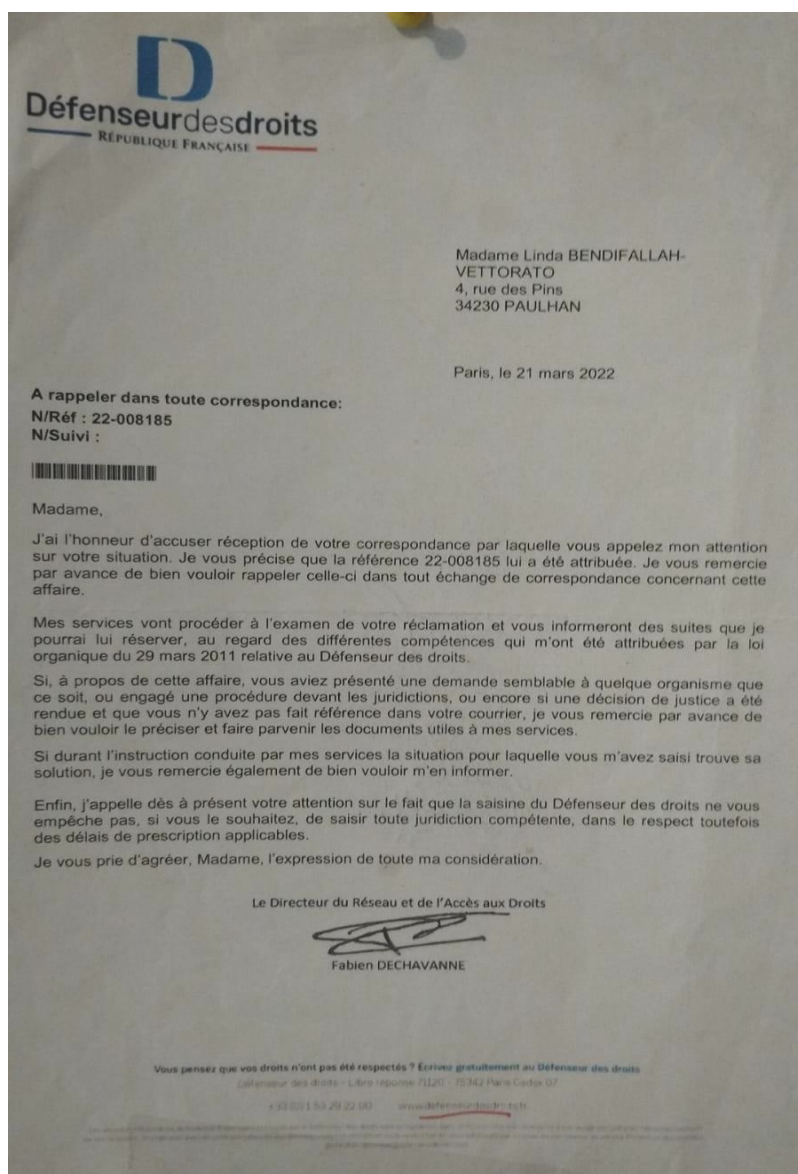 Défenseurdesdroits
RÉPUBLIQUE FRANÇAISE
Madame Linda BENDIFALLAH-
VETTORATO
4, rue des Pins
34230 PAULHAN
Paris, le 21 mars 2022
A rappeler dans toute correspondance:
N/Réf : 22-008185
N/Suivi :
Madame,
J'ai l'honneur d'accuser réception de votre correspondance par laquelle vous appelez mon attention
sur votre situation. Je vous précise que la référence 22-008185 lui a été attribuée. Je vous remercie
par avance de bien vouloir rappeler celle-ci dans tout échange de correspondance concernant cette
affaire.
Mes services vont procéder à l'examen de votre réclamation et vous informeront des suites que je
pourrai lui réserver, au regard des différentes compétences qui m'ont été attribuées par la loi
organique du 29 mars 2011 relative au Défenseur des droits.
Si, à propos de cette affaire, vous aviez présenté une demande semblable à quelque organisme que
ce soit, ou engagé une procédure devant les juridictions, ou encore si une décision de justice a été
rendue et que vous n'y avez pas fait référence dans votre courrier, je vous remercie par avance de
bien vouloir le préciser et faire parvenir les documents utiles à mes services.
Si durant l'instruction conduite par mes services la situation pour laquelle vous m'avez saisi trouve sa
solution, je vous remercie également de bien vouloir m'en informer.
Enfin, j'appelle dès à présent votre attention sur le fait que la saisine du Défenseur des droits ne vous
empêche pas, si vous le souhaitez, de saisir toute juridiction compétente, dans le respect toutefois
des délais de prescription applicables.
Je vous prie d'agréer, Madame, l'expression de toute ma considération.
Le Directeur du Réseau et de l'Accès aux Droits
Fabien DECHAVANNE
Vous pensez que vos droits n'ont pas été respectés ? Écrivez gratuitement au Défenseur des droits
Défenseur des droits - Libre réponse 71120 - 75342 Paris Cedex 07
www.defenseurdesdroits.fr